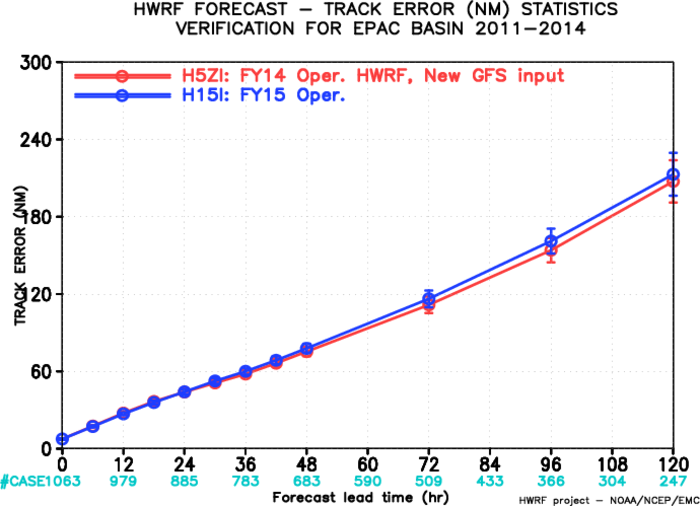 HWRF FORECAST – TRACK ERROR (NM) STATISTICS
VERIFICATION FOR EPAC BASIN 2011–2014
H5ZI: FY14 Oper. HWRF, New GFS input
H15I: FY15 Oper.
300
240
180
120
60
0
TRACK ERROR (NM)
0 12 24 36 48 60 72 84 96 108 120
#CASE1063 979 885 783 683 590 509 433 366 304 247
Forecast lead time (hr)
HWRF project – NOAA/NCEP/EMC